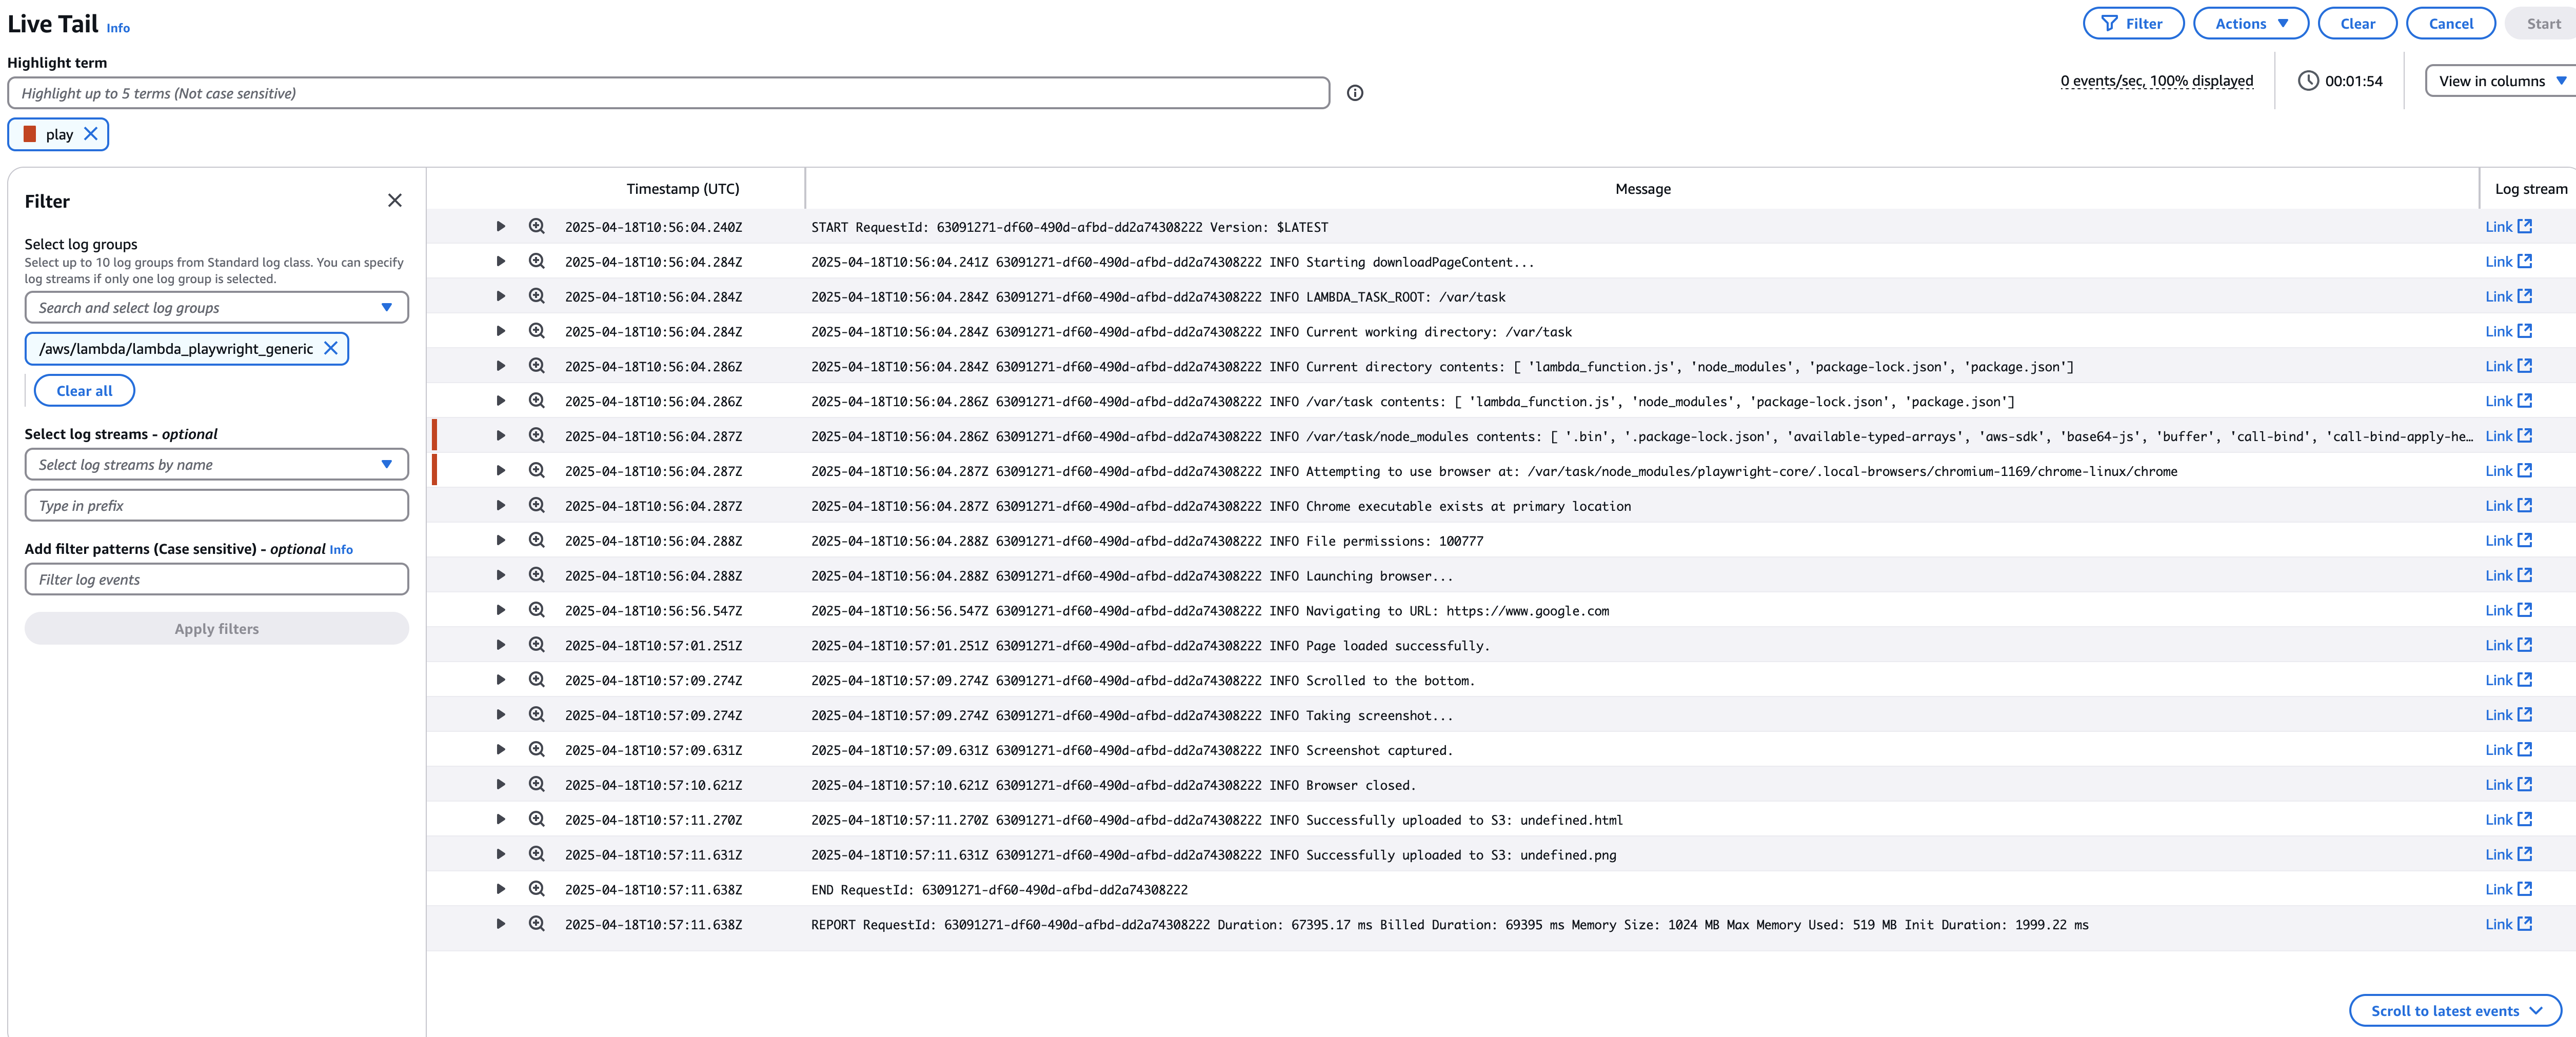 Live Tail Info
Filter Actions Clear Cancel Start
Highlight term
Highlight up to 5 terms (Not case sensitive)
0 events/sec, 100% displayed 00:01:54 View in columns
play
Filter
Select log groups
Select up to 10 log groups from Standard log class. You can specify
log streams if only one log group is selected.
Search and select log groups
/aws/lambda/lambda_playwright_generic
Clear all
Select log streams - optional
Select log streams by name
Type in prefix
Add filter patterns (Case sensitive) - optional Info
Filter log events
Apply filters
Timestamp (UTC) Message Log stream
2025-04-18T10:56:04.240Z START RequestId: 63091271-df60-490d-afbd-dd2a74308222 Version: $LATEST Link
2025-04-18T10:56:04.284Z 2025-04-18T10:56:04.241Z 63091271-df60-490d-afbd-dd2a74308222 INFO Starting downloadPageContent... Link
2025-04-18T10:56:04.284Z 2025-04-18T10:56:04.284Z 63091271-df60-490d-afbd-dd2a74308222 INFO LAMBDA_TASK_ROOT: /var/task Link
2025-04-18T10:56:04.284Z 2025-04-18T10:56:04.284Z 63091271-df60-490d-afbd-dd2a74308222 INFO Current working directory: /var/task Link
2025-04-18T10:56:04.286Z 2025-04-18T10:56:04.284Z 63091271-df60-490d-afbd-dd2a74308222 INFO Current directory contents: [ 'lambda_function.js', 'node_modules', 'package-lock.json', 'package.json'] Link
2025-04-18T10:56:04.286Z 2025-04-18T10:56:04.286Z 63091271-df60-490d-afbd-dd2a74308222 INFO /var/task contents: [ 'lambda_function.js', 'node_modules', 'package-lock.json', 'package.json'] Link
2025-04-18T10:56:04.287Z 2025-04-18T10:56:04.286Z 63091271-df60-490d-afbd-dd2a74308222 INFO /var/task/node_modules contents: [ '.bin', '.package-lock.json', 'available-typed-arrays', 'aws-sdk', 'base64-js', 'buffer', 'call-bind', 'call-bind-apply-he... Link
2025-04-18T10:56:04.287Z 2025-04-18T10:56:04.287Z 63091271-df60-490d-afbd-dd2a74308222 INFO Attempting to use browser at: /var/task/node_modules/playwright-core/.local-browsers/chromium-1169/chrome-linux/chrome Link
2025-04-18T10:56:04.287Z 2025-04-18T10:56:04.287Z 63091271-df60-490d-afbd-dd2a74308222 INFO Chrome executable exists at primary location Link
2025-04-18T10:56:04.288Z 2025-04-18T10:56:04.288Z 63091271-df60-490d-afbd-dd2a74308222 INFO File permissions: 100777 Link
2025-04-18T10:56:04.288Z 2025-04-18T10:56:04.288Z 63091271-df60-490d-afbd-dd2a74308222 INFO Launching browser... Link
2025-04-18T10:56:56.547Z 2025-04-18T10:56:56.547Z 63091271-df60-490d-afbd-dd2a74308222 INFO Navigating to URL: https://www.google.com Link
2025-04-18T10:57:01.251Z 2025-04-18T10:57:01.251Z 63091271-df60-490d-afbd-dd2a74308222 INFO Page loaded successfully. Link
2025-04-18T10:57:09.274Z 2025-04-18T10:57:09.274Z 63091271-df60-490d-afbd-dd2a74308222 INFO Scrolled to the bottom. Link
2025-04-18T10:57:09.274Z 2025-04-18T10:57:09.274Z 63091271-df60-490d-afbd-dd2a74308222 INFO Taking screenshot... Link
2025-04-18T10:57:09.631Z 2025-04-18T10:57:09.631Z 63091271-df60-490d-afbd-dd2a74308222 INFO Screenshot captured. Link
2025-04-18T10:57:10.621Z 2025-04-18T10:57:10.621Z 63091271-df60-490d-afbd-dd2a74308222 INFO Browser closed. Link
2025-04-18T10:57:11.270Z 2025-04-18T10:57:11.270Z 63091271-df60-490d-afbd-dd2a74308222 INFO Successfully uploaded to S3: undefined.html Link
2025-04-18T10:57:11.631Z 2025-04-18T10:57:11.631Z 63091271-df60-490d-afbd-dd2a74308222 INFO Successfully uploaded to S3: undefined.png Link
2025-04-18T10:57:11.638Z END RequestId: 63091271-df60-490d-afbd-dd2a74308222 Link
2025-04-18T10:57:11.638Z REPORT RequestId: 63091271-df60-490d-afbd-dd2a74308222 Duration: 67395.17 ms Billed Duration: 69395 ms Memory Size: 1024 MB Max Memory Used: 519 MB Init Duration: 1999.22 ms Link
Scroll to latest events